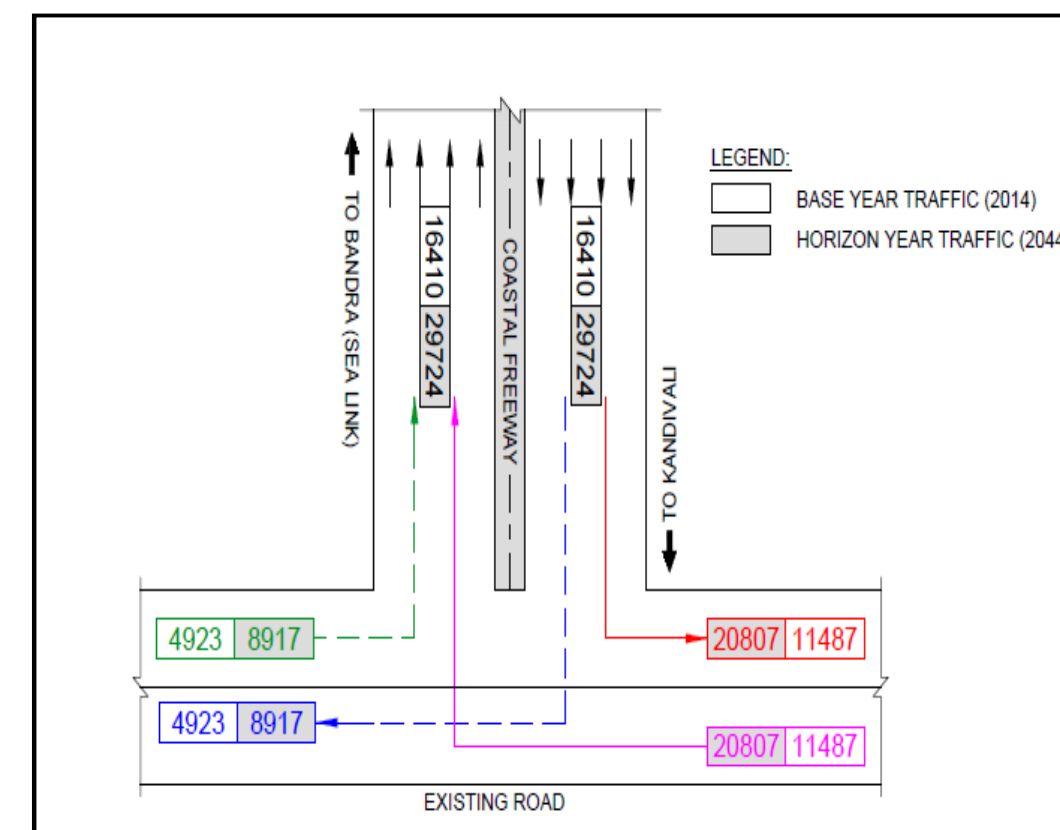 LEGEND:
BASE YEAR TRAFFIC (2014)
HORIZON YEAR TRAFFIC (2044
TO BANDRA (SEA LINK)
16410 29724
COASTAL FREEWAY
16410 29724
TO KANDIVALI
4923 8917
20807 11487
4923 8917
20807 11487
EXISTING ROAD